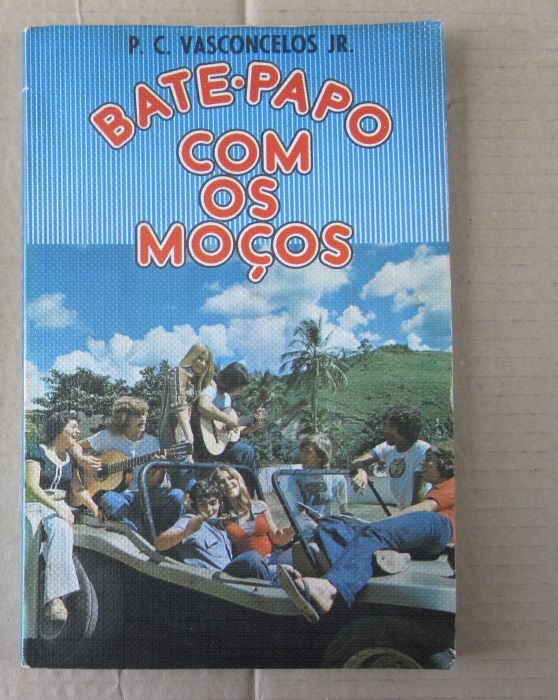 P. C. VASCONCELOS JR.
BATE-PAPO
COM
OS
MOÇOS